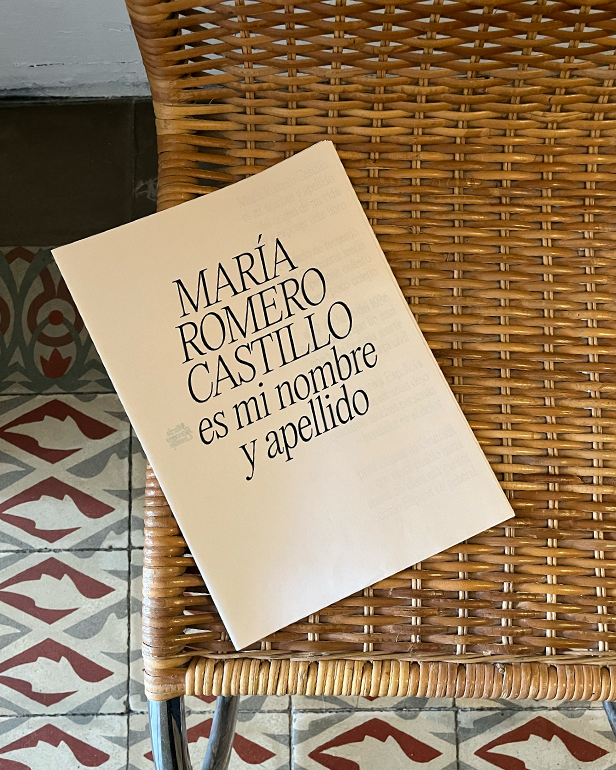 MARÍA
ROMERO
CASTILLO
es mi nombre
y apellido